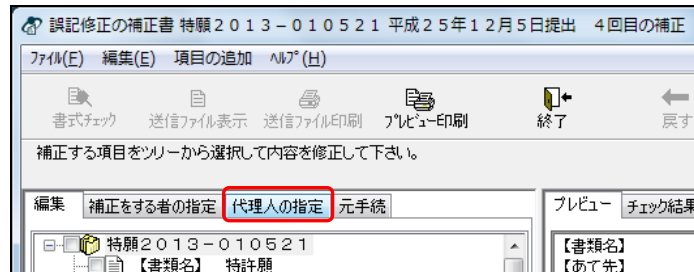 誤記修正の補正書 特願2013-010521 平成25年12月5日提出 4回目の補正
ﾌｧｲﾙ(F) 編集(E) 項目の追加 ﾍﾙﾌﾟ(H)
書式ﾁｪｯｸ 送信ﾌｧｲﾙ表示 送信ﾌｧｲﾙ印刷 ﾌﾟﾚﾋﾞｭｰ印刷 終了 戻す
補正する項目をﾂﾘｰから選択して内容を修正して下さい。
編集 補正をする者の指定 代理人の指定 元手続 ﾌﾟﾚﾋﾞｭｰ ﾁｪｯｸ結果
特願2013-010521 【書類名】
【書類名】 特許願 【あて先】